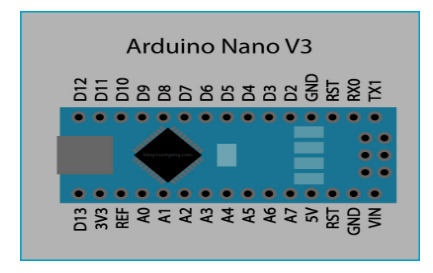 Arduino Nano V3
D12 D11 D10 D9 D8 D7 D6 D5 D4 D3 D2 GND RST RX0 TX1
D13 3V3 REF A0 A1 A2 A3 A4 A5 A6 A7 5V RST GND VIN